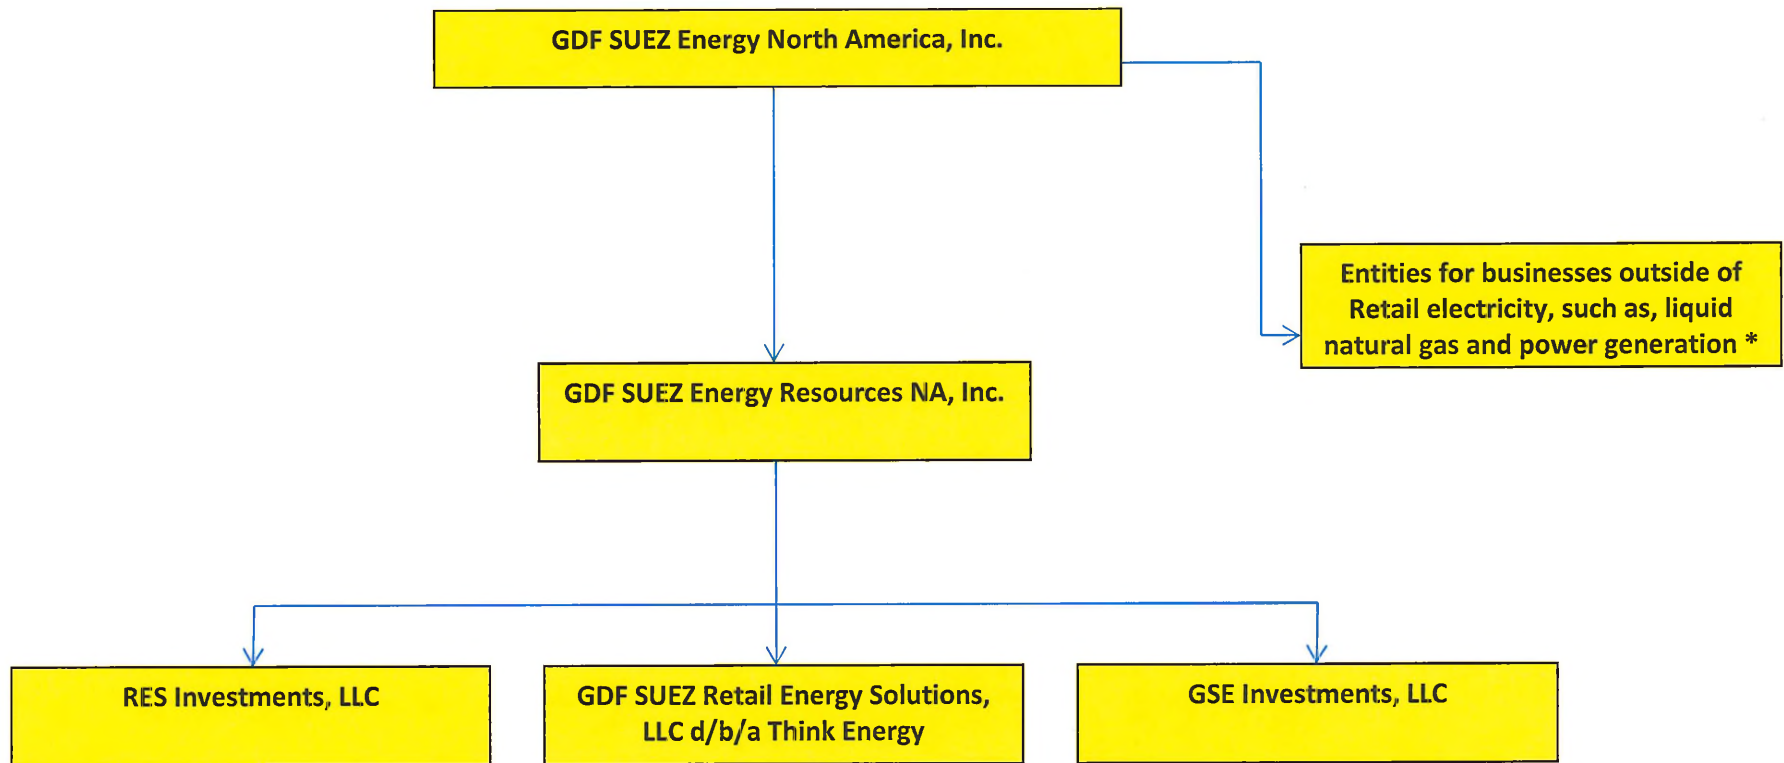 GDF SUEZ Energy North America, Inc.
Entities for businesses outside of
Retail electricity, such as, liquid
natural gas and power generation *
GDF SUEZ Energy Resources NA, Inc.
RES Investments, LLC
GDF SUEZ Retail Energy Solutions,
LLC d/b/a Think Energy
GSE Investments, LLC